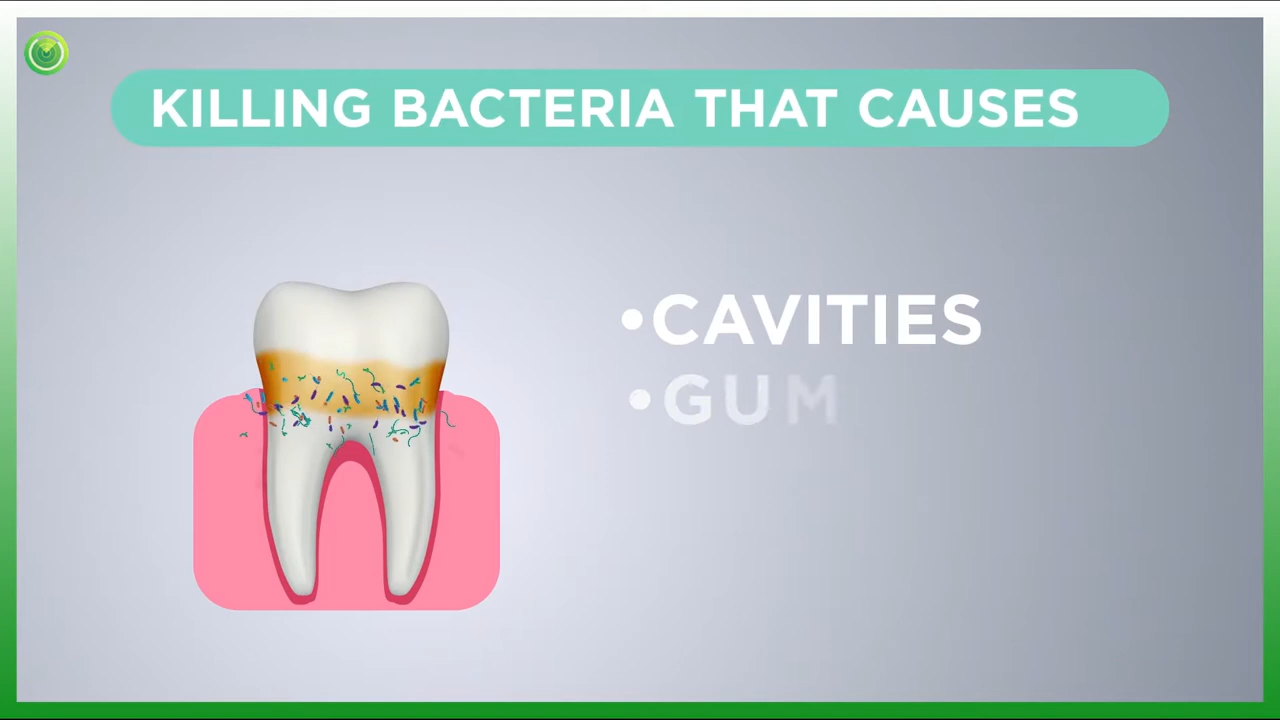 KILLING BACTERIA THAT CAUSES
•CAVITIES
•GUM